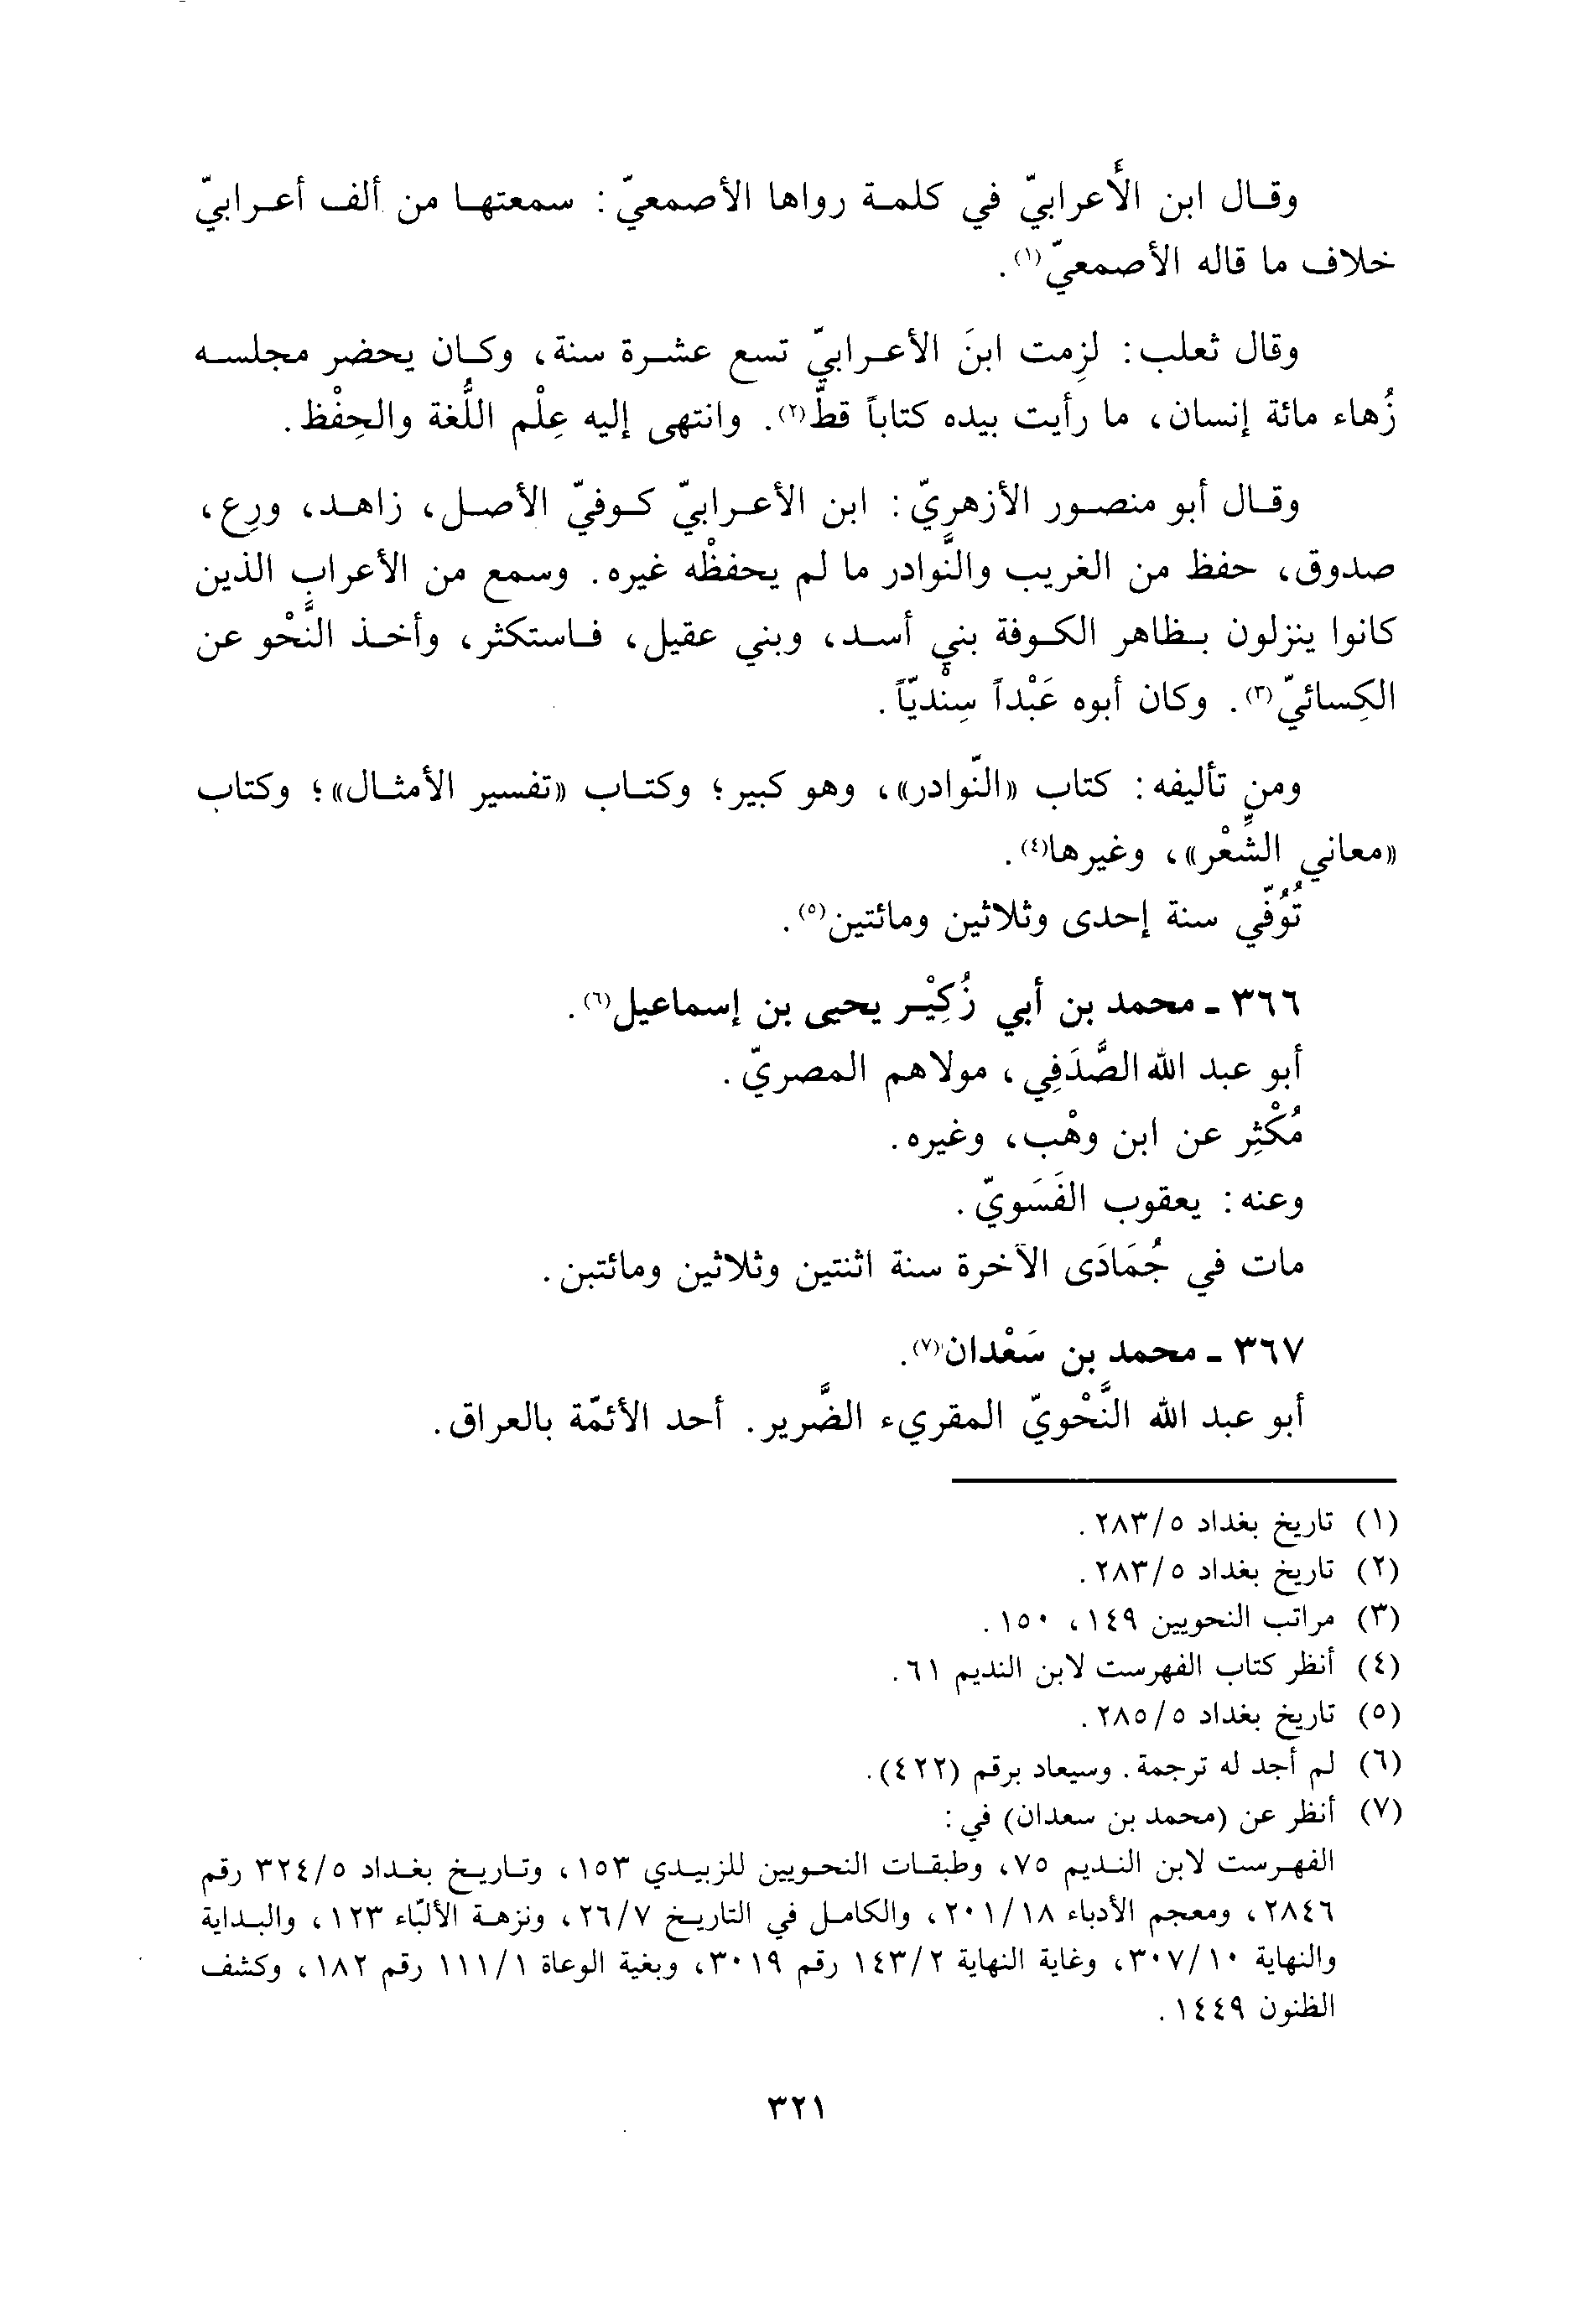 وقال ابن الأَعرابيّ في كلمة رواها الأصمعيّ: سمعتها من ألف أعرابيّ
خلاف ما قاله الأصمعيّ(١).
وقال ثعلب: لزِمت ابنَ الأعرابيّ تسع عشرة سنة، وكان يحضر مجلسه
زُهاء مائة إنسان، ما رأيت بيده كتاباً قطّ(٢). وانتهى إليه عِلْم اللُّغة والحِفْظ.
وقال أبو منصور الأزهريّ: ابن الأعرابيّ كوفيّ الأصل، زاهد، ورِع،
صدوق، حفظ من الغريب والنَّوادر ما لم يحفظْه غيره. وسمع من الأعراب الذين
كانوا ينزلون بظاهر الكوفة بني أسد، وبني عقيل، فاستكثر، وأخذ النَّحْو عن
الكِسائيّ(٣). وكان أبوه عَبْداً سِنْديّاً.
ومن تأليفه: كتاب «النّوادر»، وهو كبير؛ وكتاب «تفسير الأمثال»؛ وكتاب
«معاني الشِّعْر»، وغيرها(٤).
تُوُفّي سنة إحدى وثلاثين ومائتين(٥).
٣٦٦ ـ محمد بن أبي زُكِيْر يحيى بن إسماعيل(٦).
أبو عبد الله الصَّدَفِي، مولاهم المصريّ.
مُكْثِر عن ابن وهْب، وغيره.
وعنه: يعقوب الفَسَويّ.
مات في جُمَادَى الآخرة سنة اثنتين وثلاثين ومائتبن.
٣٦٧ ـ محمد بن سَعْدان(٧).
أبو عبد الله النَّحْويّ المقريء الضَّرير. أحد الأئمّة بالعراق.
(١) تاريخ بغداد ٢٨٣/٥.
(٢) تاريخ بغداد ٢٨٣/٥.
(٣) مراتب النحويين ١٤٩، ١٥٠.
(٤) أنظر كتاب الفهرست لابن النديم ٦١.
(٥) تاريخ بغداد ٢٨٥/٥.
(٦) لم أجد له ترجمة. وسيعاد برقم (٤٢٢).
(٧) أنظر عن (محمد بن سعدان) في:
الفهرست لابن النديم ٧٥، وطبقات النحويين للزبيدي ١٥٣، وتاريخ بغداد ٣٢٤/٥ رقم
٢٨٤٦، ومعجم الأدباء ٢٠١/١٨، والكامل في التاريخ ٢٦/٧، ونزهة الألبّاء ١٢٣، والبداية
والنهاية ٣٠٧/١٠، وغاية النهاية ١٤٣/٢ رقم ٣٠١٩، وبغية الوعاة ١١١/١ رقم ١٨٢، وكشف
الظنون ١٤٤٩.
٣٢١